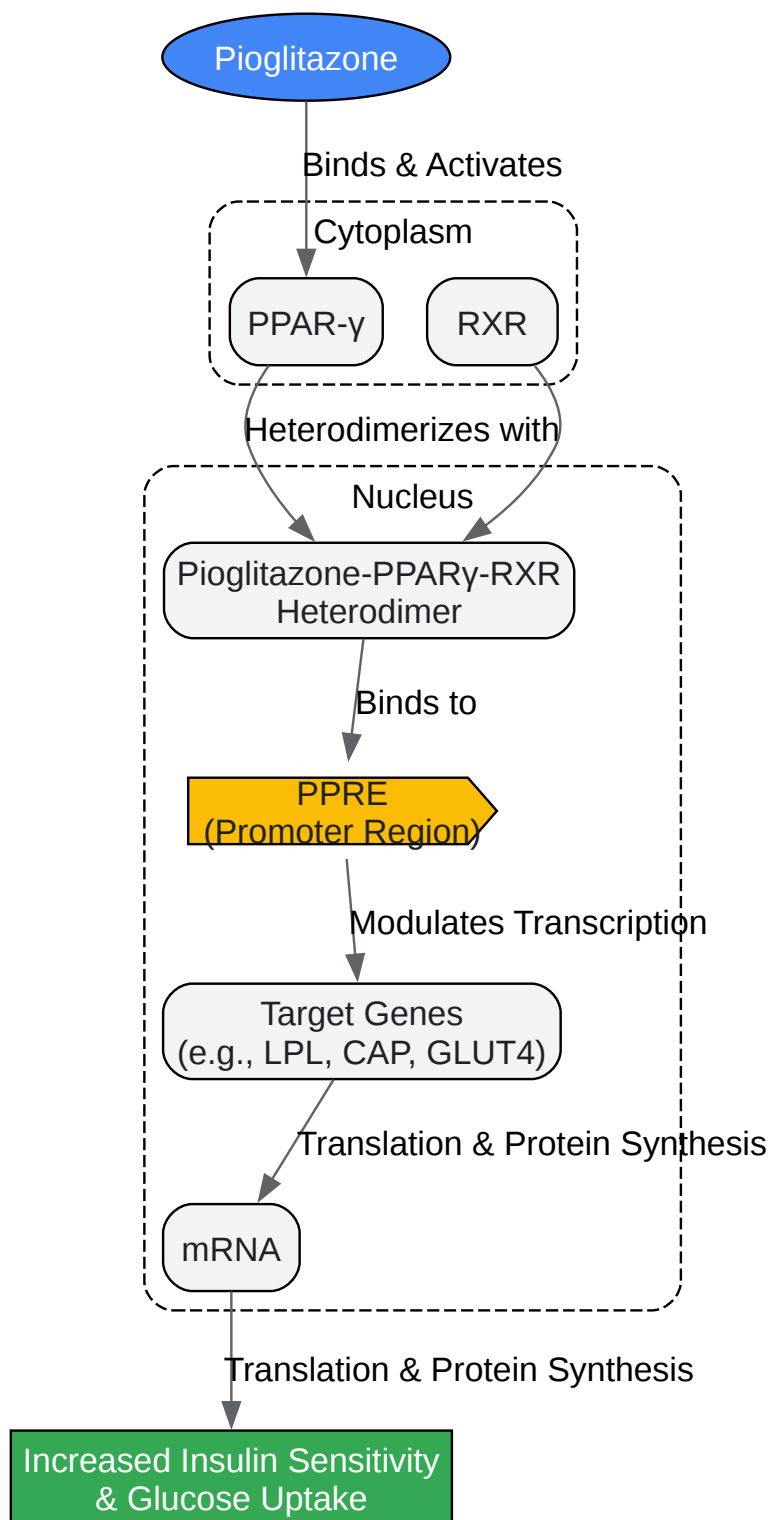 Pioglitazone
Binds & Activates
Cytoplasm
PPAR-γ
RXR
Heterodimerizes with
Nucleus
Pioglitazone-PPARγ-RXR
Heterodimer
Binds to
PPRE
(Promoter Region)
Modulates Transcription
Target Genes
(e.g., LPL, CAP, GLUT4)
Translation & Protein Synthesis
mRNA
Translation & Protein Synthesis
Increased Insulin Sensitivity
& Glucose Uptake